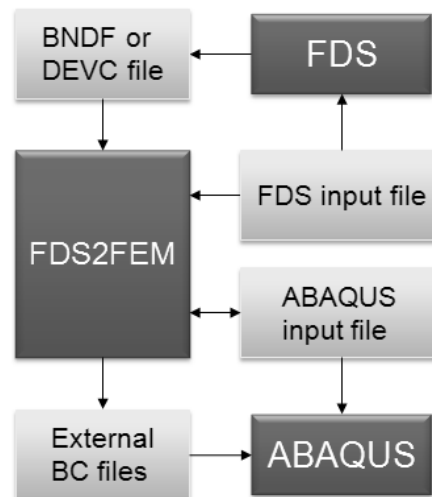 BNDF or
DEVC file
FDS
FDS input file
FDS2FEM
ABAQUS
input file
External
BC files
ABAQUS